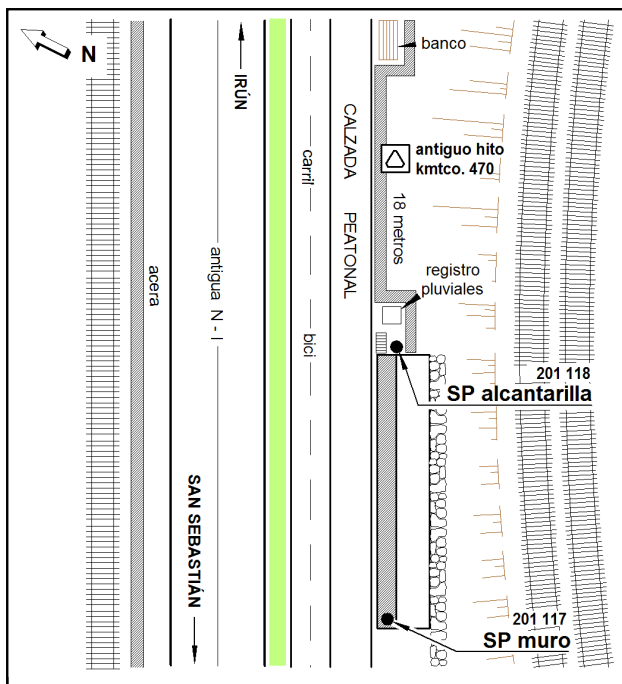 N
banco
IRÚN
CALZADA PEATONAL
carril bici
antiguo hito
kmtco. 470
18 metros
acera
antigua N - I
registro
pluviales
201 118
SP alcantarilla
SAN SEBASTIÁN
201 117
SP muro